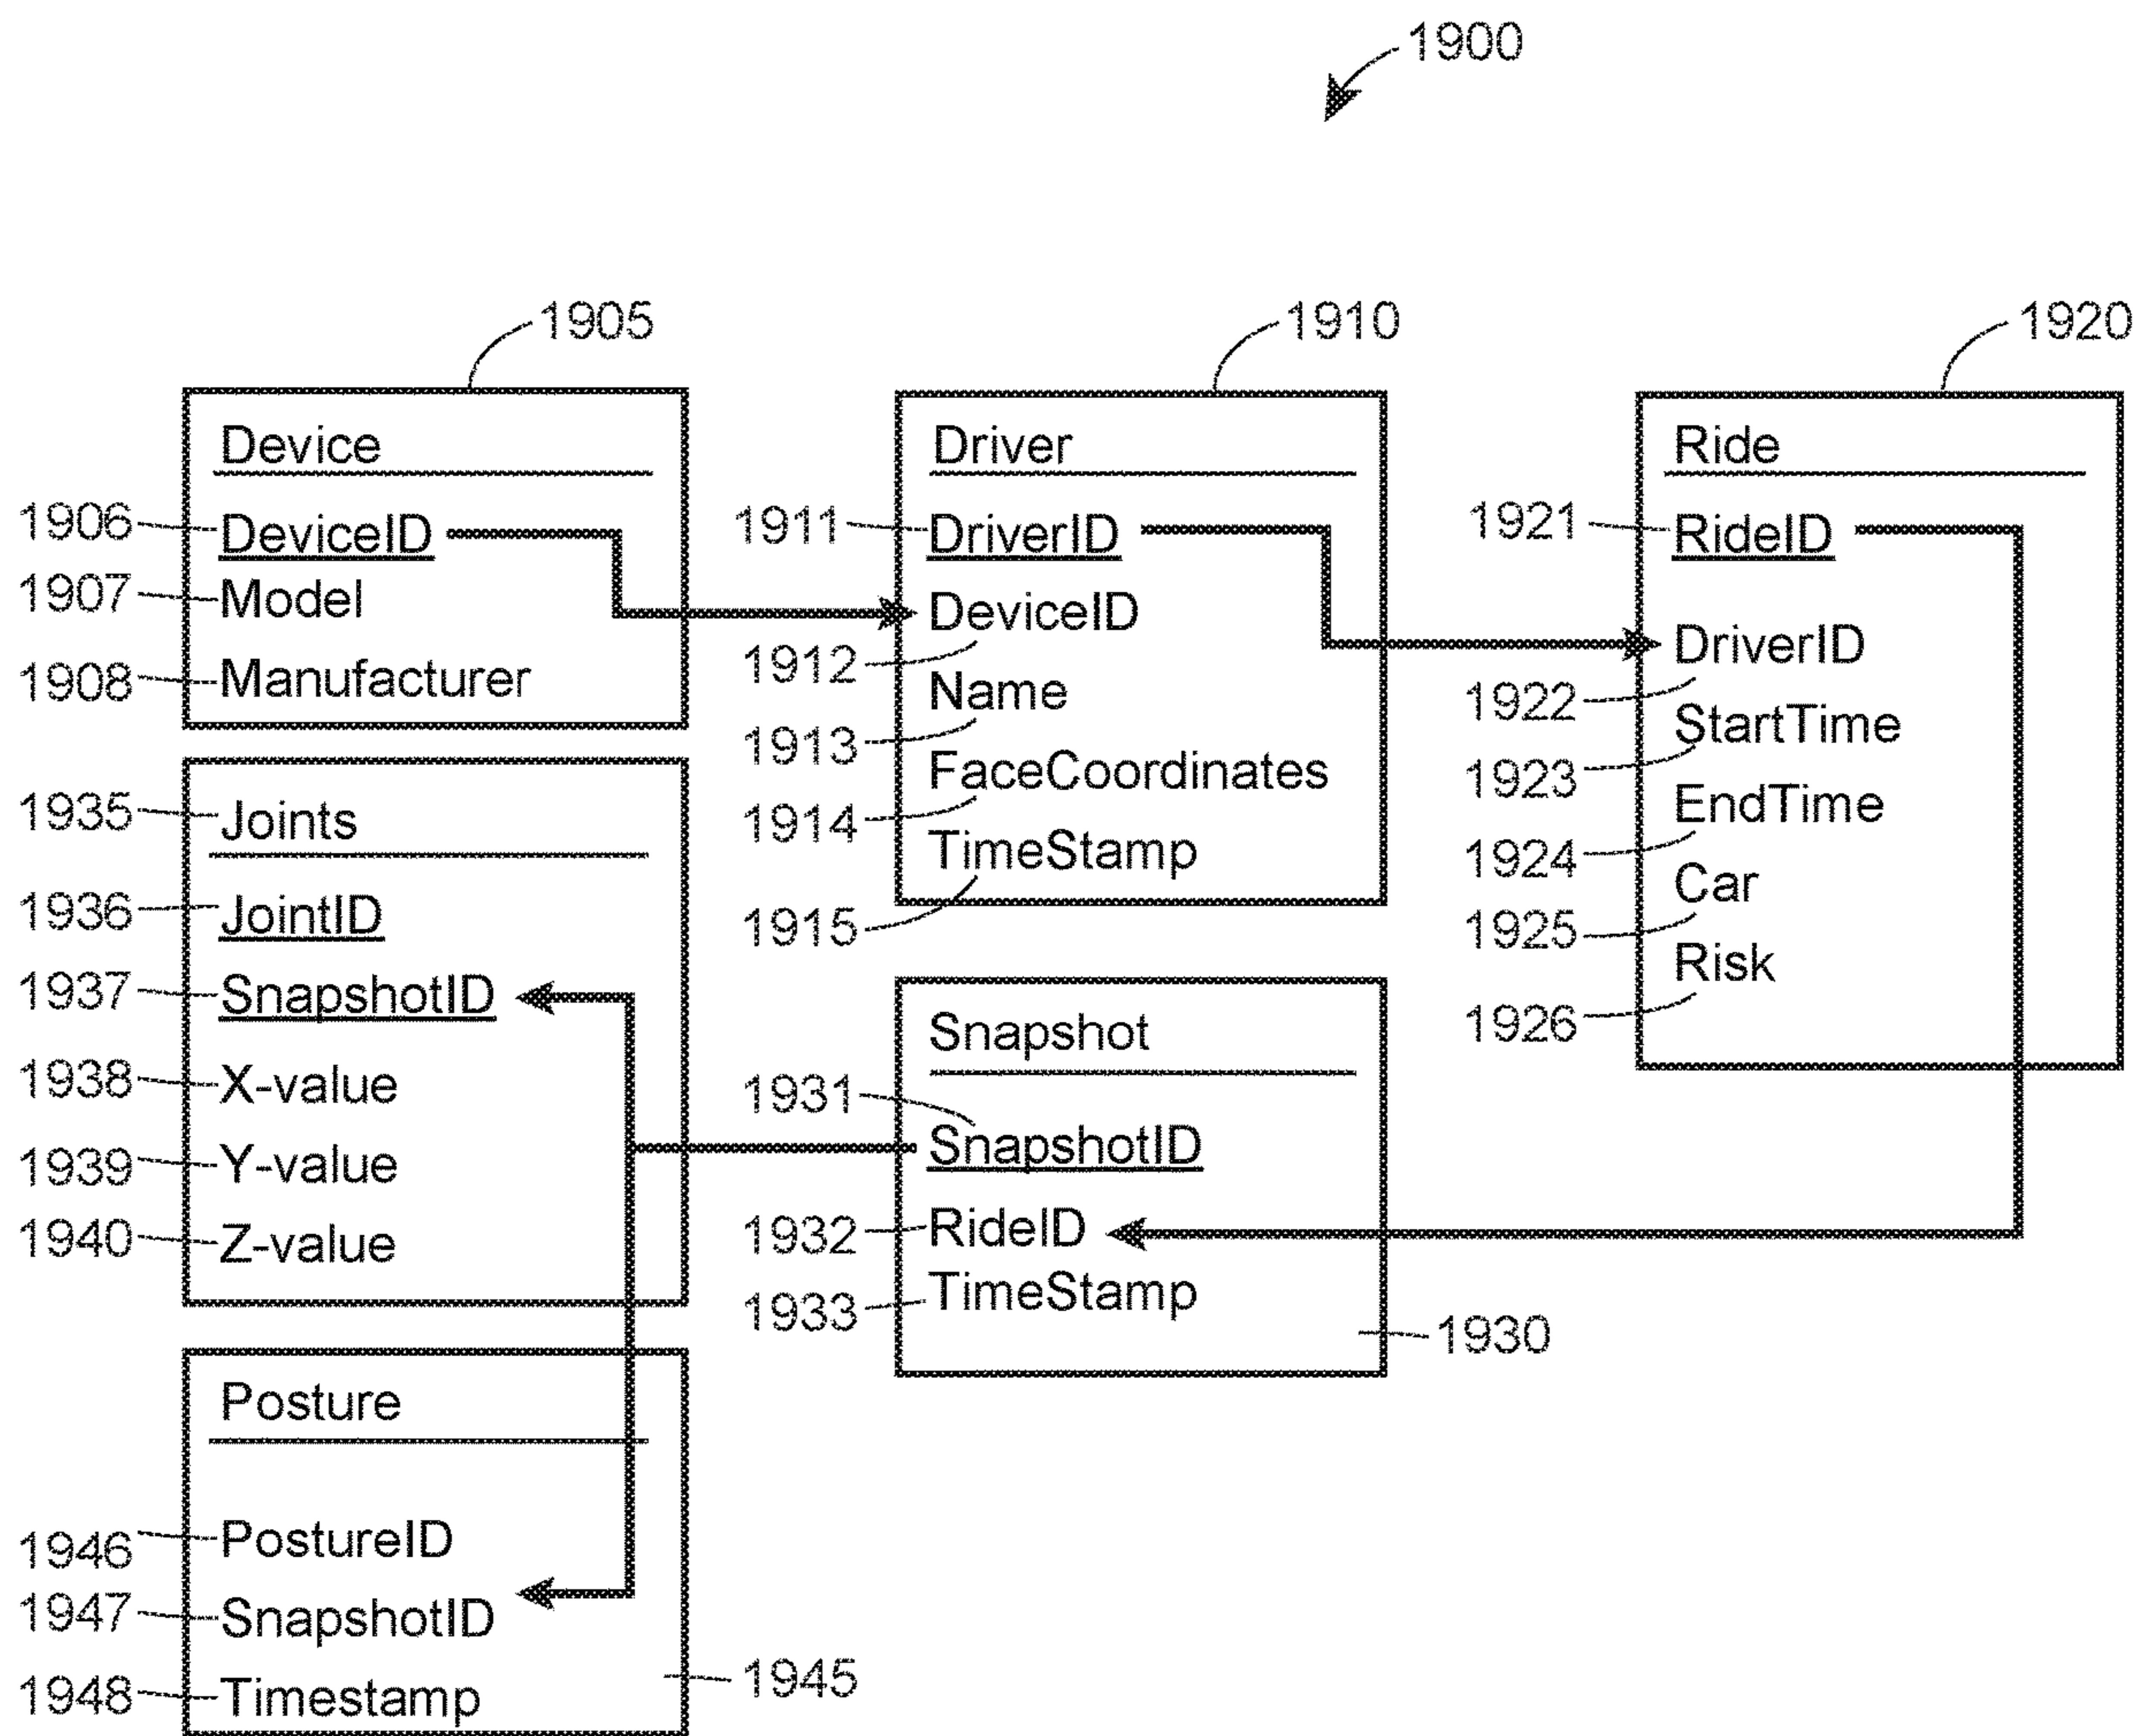 1900
1905
Device
1906 DeviceID
1907 Model
1908 Manufacturer
1910
Driver
1911 DriverID
DeviceID
1912
Name
1913
FaceCoordinates
1914
TimeStamp
1915
1920
Ride
1921 RideID
DriverID
1922
StartTime
1923
EndTime
1924
Car
1925
Risk
1926
1935 Joints
1936 JointID
1937 SnapshotID
1938 X-value
1939 Y-value
1940 Z-value
Snapshot
1931
SnapshotID
1932 RideID
1933 TimeStamp
1930
Posture
1946 PostureID
1947 SnapshotID
1948 Timestamp
1945